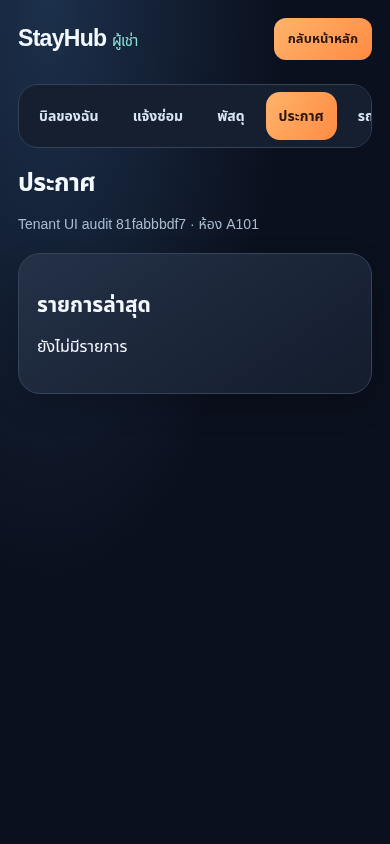 StayHub ผู้เช่า
กลับหน้าหลัก
บิลของฉัน แจ้งซ่อม พัสดุ ประกาศ
ประกาศ
Tenant UI audit 81fabbbdf7 · ห้อง A101
รายการล่าสุด
ยังไม่มีรายการ